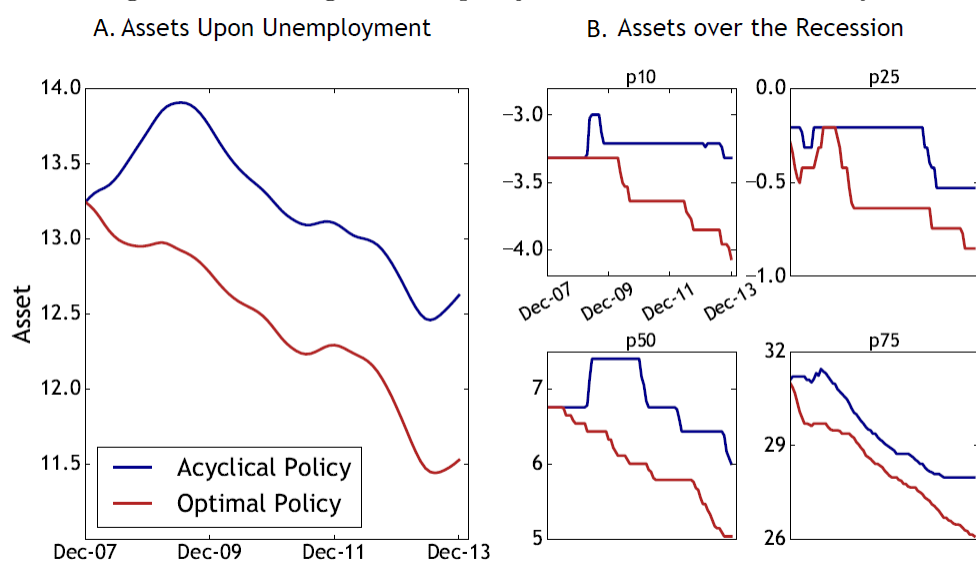 A. Assets Upon Unemployment
B. Assets over the Recession
14.0
13.5
13.0
12.5
12.0
11.5
Asset
Acyclical Policy
Optimal Policy
Dec-07 Dec-09 Dec-11 Dec-13
p10
−3.0
−3.5
−4.0
Dec-07 Dec-09 Dec-11 Dec-13
p25
0.0
−0.5
−1.0
p50
7
6
5
p75
32
29
26